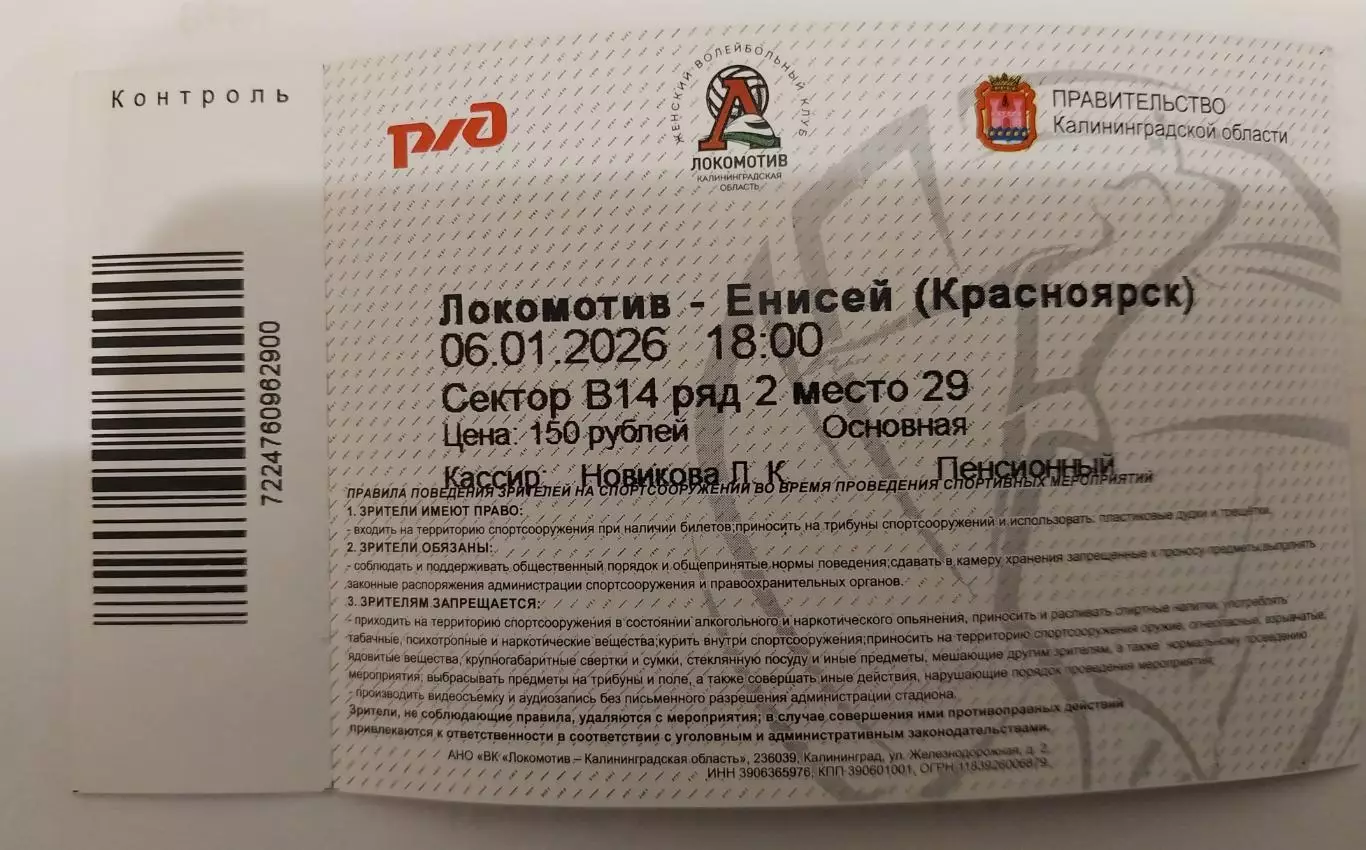 Контроль
7224760962900
ржд
ЖЕНСКИЙ ВОЛЕЙБОЛЬНЫЙ КЛУБ
ЛОКОМОТИВ
КАЛИНИНГРАДСКАЯ
ОБЛАСТЬ
ПРАВИТЕЛЬСТВО
Калининградской области
Локомотив - Енисей (Красноярск)
06.01.2026 18:00
Сектор B14 ряд 2 место 29
Цена: 150 рублей Основная
Кассир: Новикова Л. К. Пенсионный
ПРАВИЛА ПОВЕДЕНИЯ ЗРИТЕЛЕЙ НА СПОРТСООРУЖЕНИИ ВО ВРЕМЯ ПРОВЕДЕНИЯ СПОРТИВНЫХ МЕРОПРИЯТИЙ
1. ЗРИТЕЛИ ИМЕЮТ ПРАВО:
- входить на территорию спортсооружения при наличии билетов;приносить на трибуны спортсооружений и использовать: пластиковые дудки и трещётки.
2. ЗРИТЕЛИ ОБЯЗАНЫ:
- соблюдать и поддерживать общественный порядок и общепринятые нормы поведения;сдавать в камеру хранения запрещенные к проносу предметы;выполнять
законные распоряжения администрации спортсооружения и правоохранительных органов.
3. ЗРИТЕЛЯМ ЗАПРЕЩАЕТСЯ:
- приходить на территорию спортсооружения в состоянии алкогольного и наркотического опьянения, приносить и распивать спиртные напитки, употреблять
табачные, психотропные и наркотические вещества;курить внутри спортсооружения;приносить на территорию спортсооружения оружие, огнеопасные, взрывчатые,
ядовитые вещества, крупногабаритные свертки и сумки, стеклянную посуду и иные предметы, мешающие другим зрителям, а также нормальному проведению
мероприятия; выбрасывать предметы на трибуны и поле, а также совершать иные действия, нарушающие порядок проведения мероприятия;
- производить видеосъемку и аудиозапись без письменного разрешения администрации стадиона.
Зрители, не соблюдающие правила, удаляются с мероприятия; в случае совершения ими противоправных действий
привлекаются к ответственности в соответствии с уголовным и административным законодательствами.
АНО «ВК «Локомотив – Калининградская область», 236039, Калининград, ул. Железнодорожная, д. 2.
ИНН 3906365976, КПП 390601001, ОГРН 1183926006879.